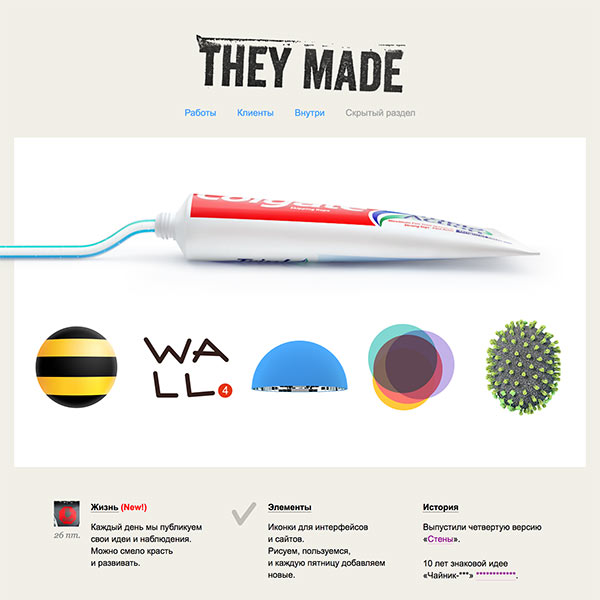 THEY MADE
Работы Клиенты Внутри Скрытый раздел
Colgate
WA
LL 4
Жизнь (New!)
26 пт.
Каждый день мы публикуем
свои идеи и наблюдения.
Можно смело красть
и развивать.
Элементы
Иконки для интерфейсов
и сайтов.
Рисуем, пользуемся,
и каждую пятницу добавляем
новые.
История
Выпустили четвертую версию
«Стены».
10 лет знаковой идее
«Чайник-***» ************.